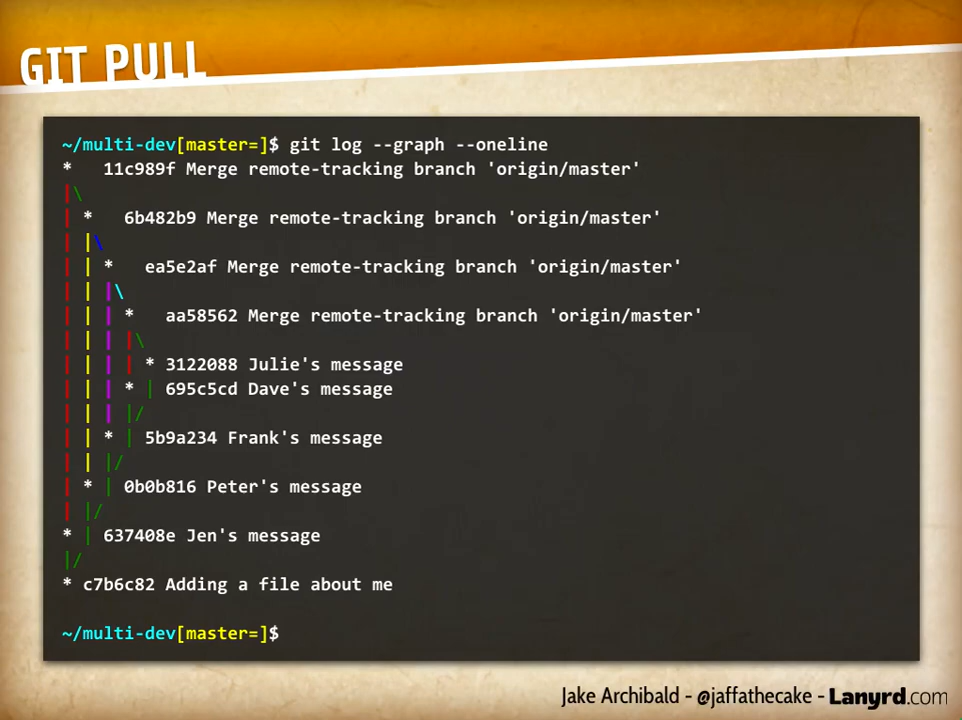 GIT PULL
~/multi-dev[master=]$ git log --graph --oneline
*   11c989f Merge remote-tracking branch 'origin/master'
|\
| *   6b482b9 Merge remote-tracking branch 'origin/master'
| |\
| | *   ea5e2af Merge remote-tracking branch 'origin/master'
| | |\
| | | *   aa58562 Merge remote-tracking branch 'origin/master'
| | | |\
| | | | * 3122088 Julie's message
| | | * | 695c5cd Dave's message
| | | |/
| | * | 5b9a234 Frank's message
| | |/
| * | 0b0b816 Peter's message
| |/
* | 637408e Jen's message
|/
* c7b6c82 Adding a file about me
~/multi-dev[master=]$
Jake Archibald - @jaffathecake - Lanyrd.com